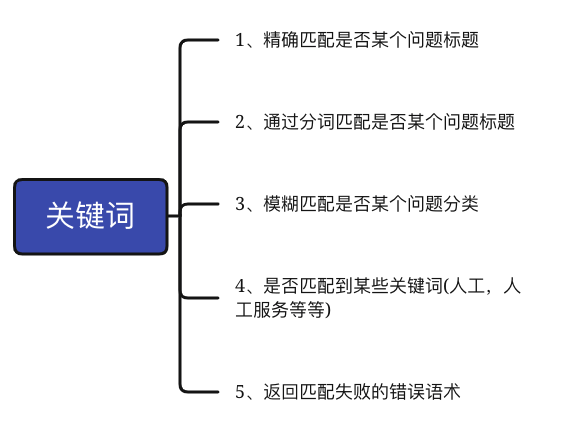 关键词
1、精确匹配是否某个问题标题
2、通过分词匹配是否某个问题标题
3、模糊匹配是否某个问题分类
4、是否匹配到某些关键词(人工，人
工服务等等)
5、返回匹配失败的错误语术